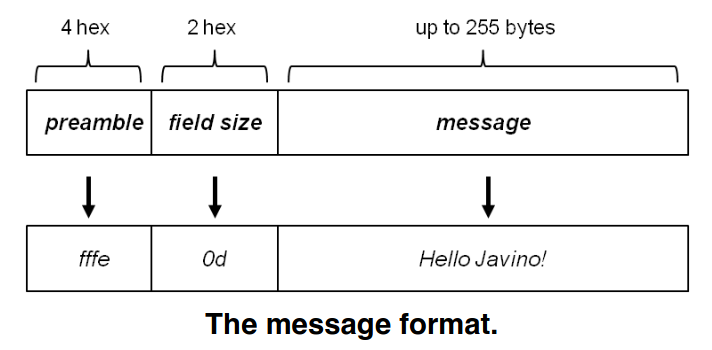 4 hex 2 hex up to 255 bytes
preamble field size message
fffe 0d Hello Javino!
The message format.